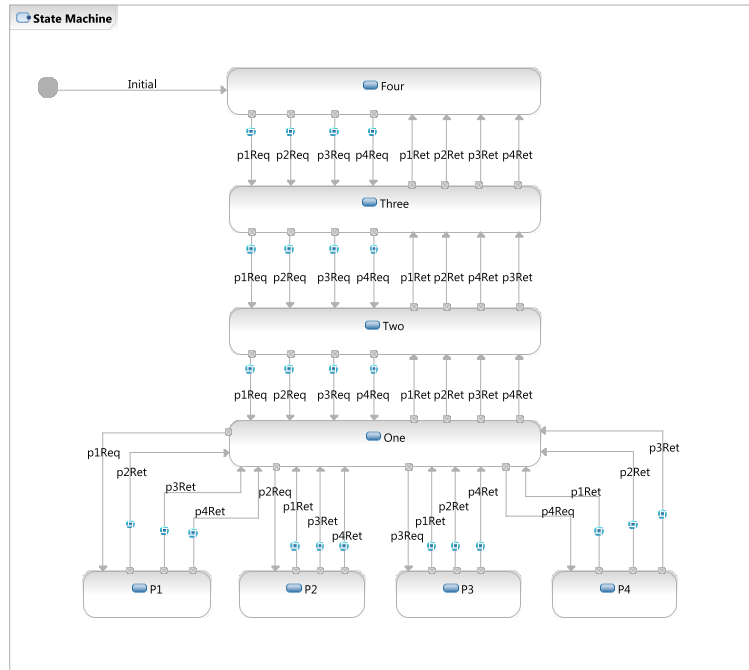 State Machine
Initial
Four
p1Req p2Req p3Req p4Req p1Ret p2Ret p3Ret p4Ret
Three
p1Req p2Req p3Req p4Req p1Ret p2Ret p4Ret p3Ret
Two
p1Req p2Req p3Req p4Req p1Ret p2Ret p3Ret p4Ret
One
p1Req
p3Ret
p2Ret
p2Ret
p3Ret
p2Req
p4Ret
p1Ret
p1Ret
p2Ret
p4Ret
p4Req
p3Ret
p1Ret
p4Ret
p3Req
P1
P2
P3
P4